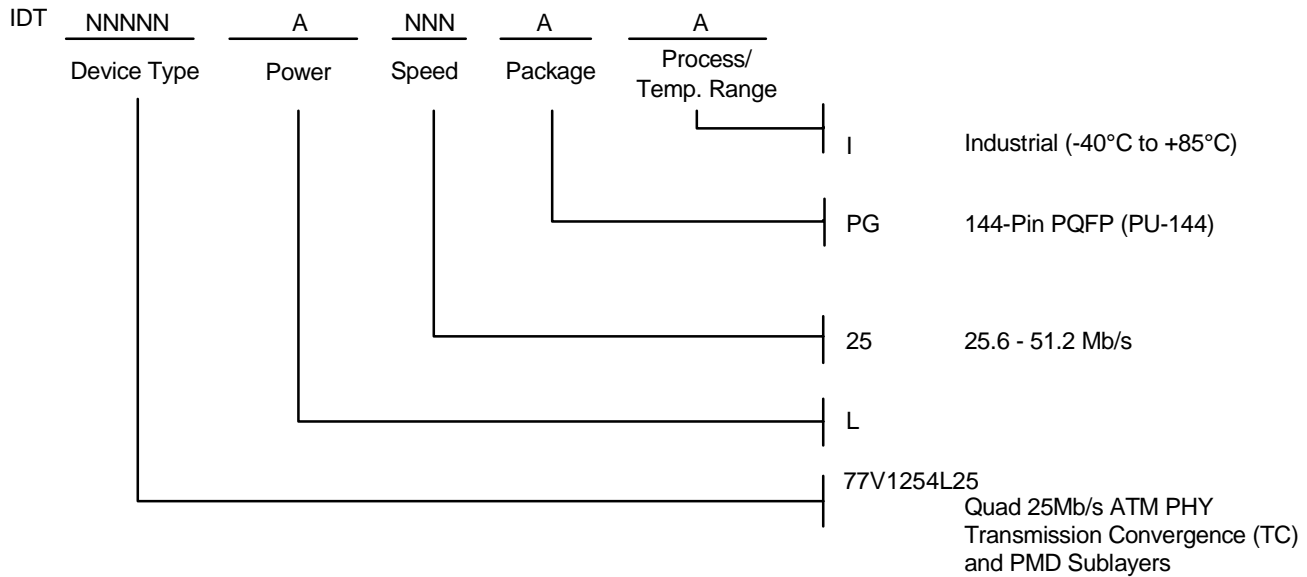 IDT NNNNN A NNN A A
Device Type Power Speed Package Process/
Temp. Range
I Industrial (-40°C to +85°C)
PG 144-Pin PQFP (PU-144)
25 25.6 - 51.2 Mb/s
L
77V1254L25
Quad 25Mb/s ATM PHY
Transmission Convergence (TC)
and PMD Sublayers